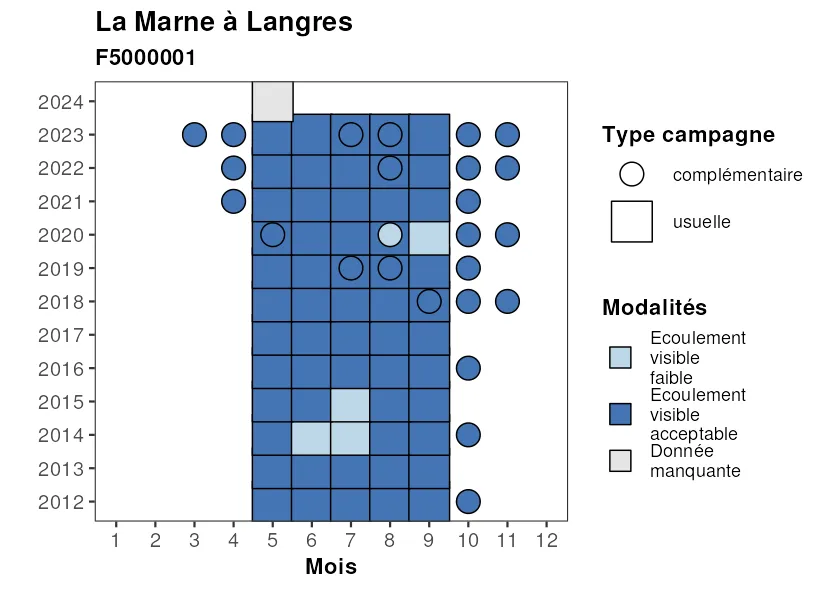 La Marne à Langres
F5000001
2024
2023
2022
2021
2020
2019
2018
2017
2016
2015
2014
2013
2012
1 2 3 4 5 6 7 8 9 10 11 12
Mois
Type campagne
complémentaire
usuelle
Modalités
Ecoulement
visible
faible
Ecoulement
visible
acceptable
Donnée
manquante